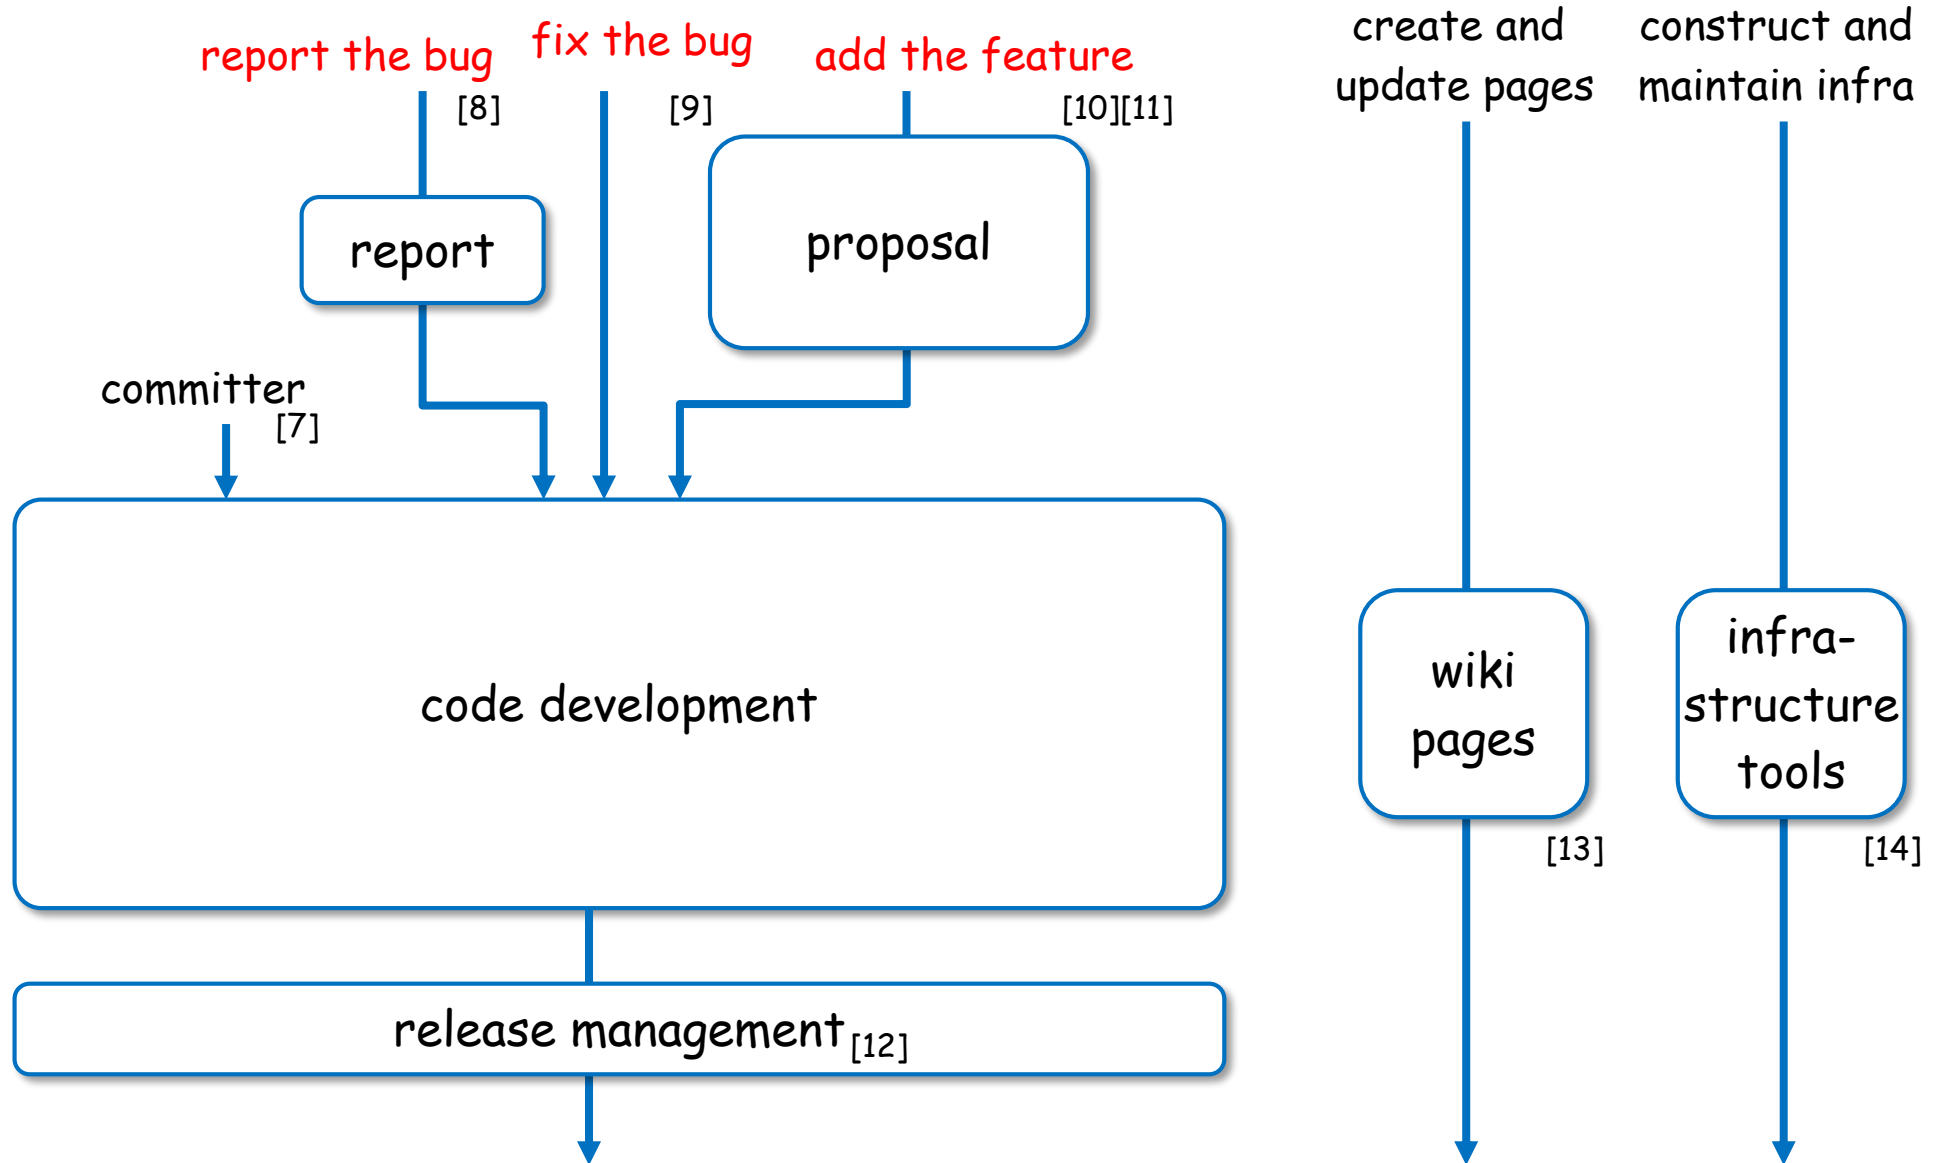 report the bug
[8]
fix the bug
[9]
add the feature
[10][11]
create and
update pages
construct and
maintain infra
report
proposal
committer
[7]
code development
wiki
pages
[13]
infra-
structure
tools
[14]
release management[12]